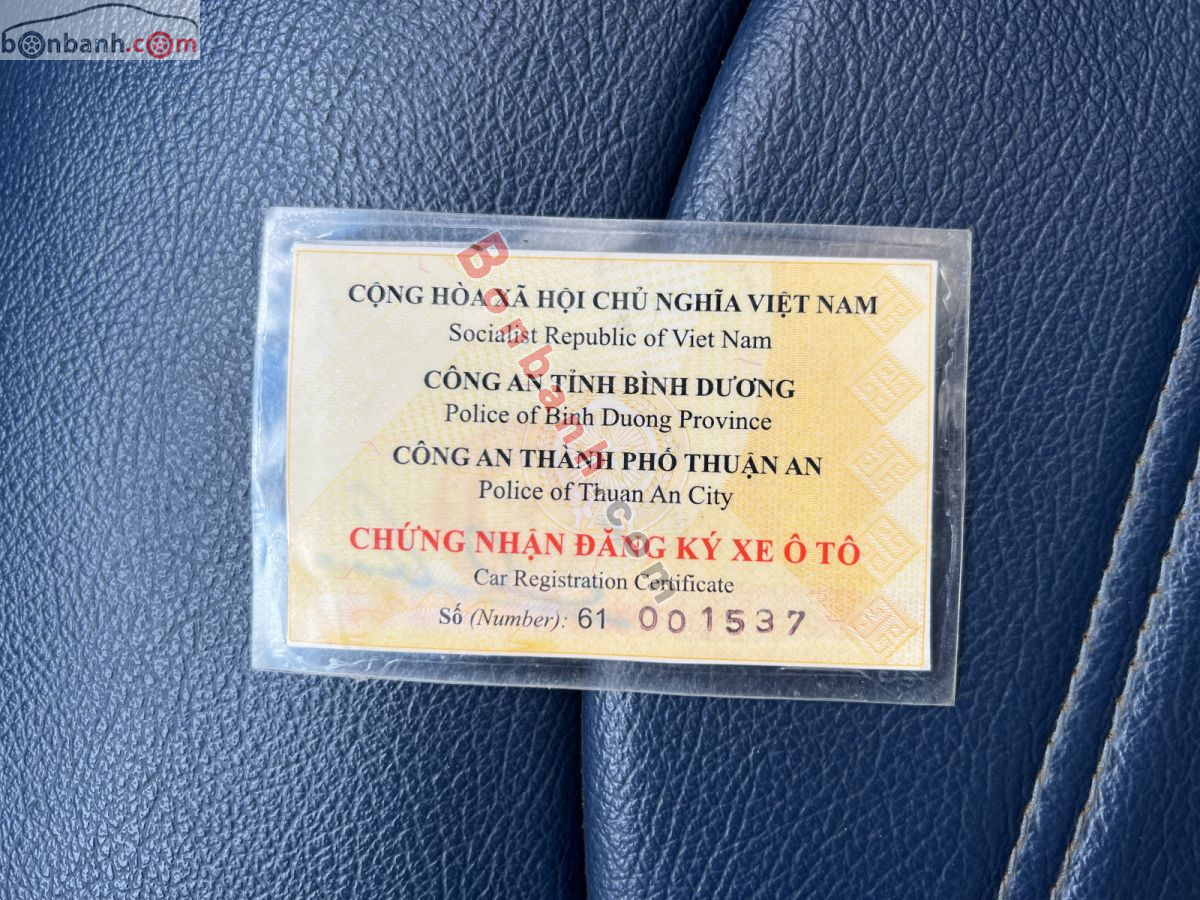 bonbanh.com
CỘNG HÒA XÃ HỘI CHỦ NGHĨA VIỆT NAM
Socialist Republic of Viet Nam
CÔNG AN TỈNH BÌNH DƯƠNG
Police of Binh Duong Province
CÔNG AN THÀNH PHỐ THUẬN AN
Police of Thuan An City
CHỨNG NHẬN ĐĂNG KÝ XE Ô TÔ
Car Registration Certificate
Số (Number): 61 001537
Bonbanh.com